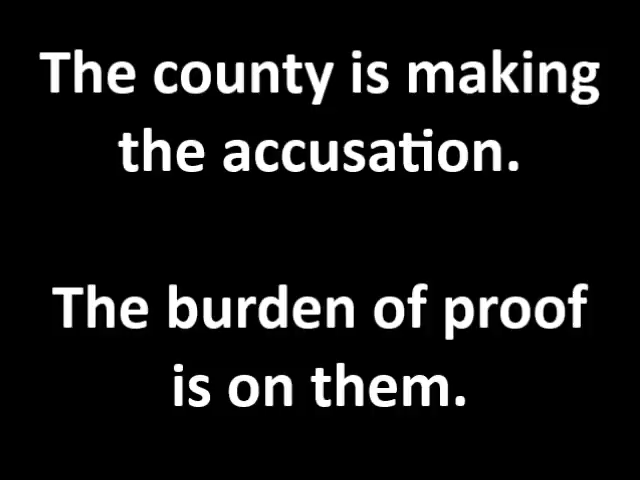 The county is making
the accusation.
The burden of proof
is on them.